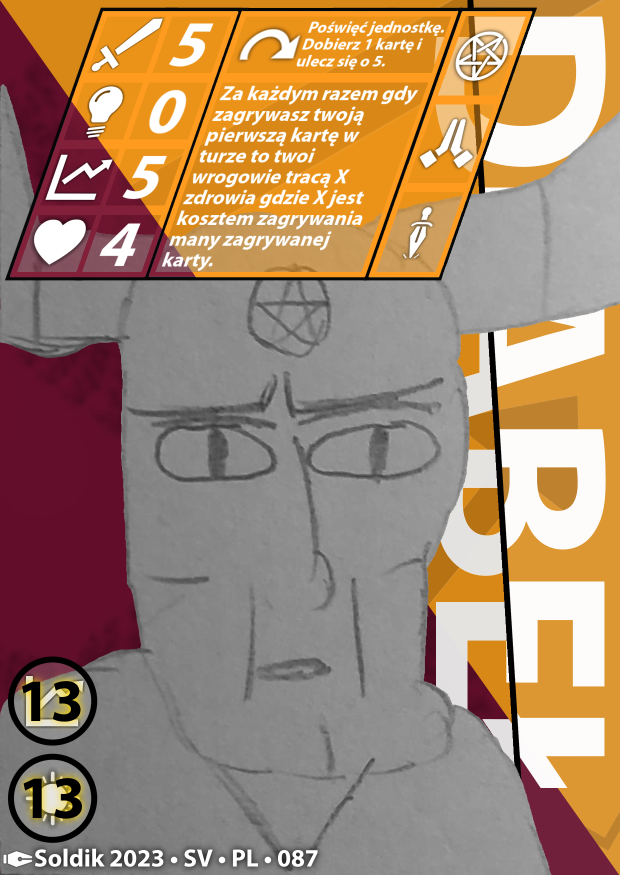 5
0
5
4
Poświęć jednostkę.
Dobierz 1 kartę i
ulecz się o 5.
Za każdym razem gdy
zagrywasz twoją
pierwszą kartę w
turze to twoi
wrogowie tracą X
zdrowia gdzie X jest
kosztem zagrywania
many zagrywanej
karty.
DIABEŁ
13
13
Soldik 2023 • SV • PL • 087